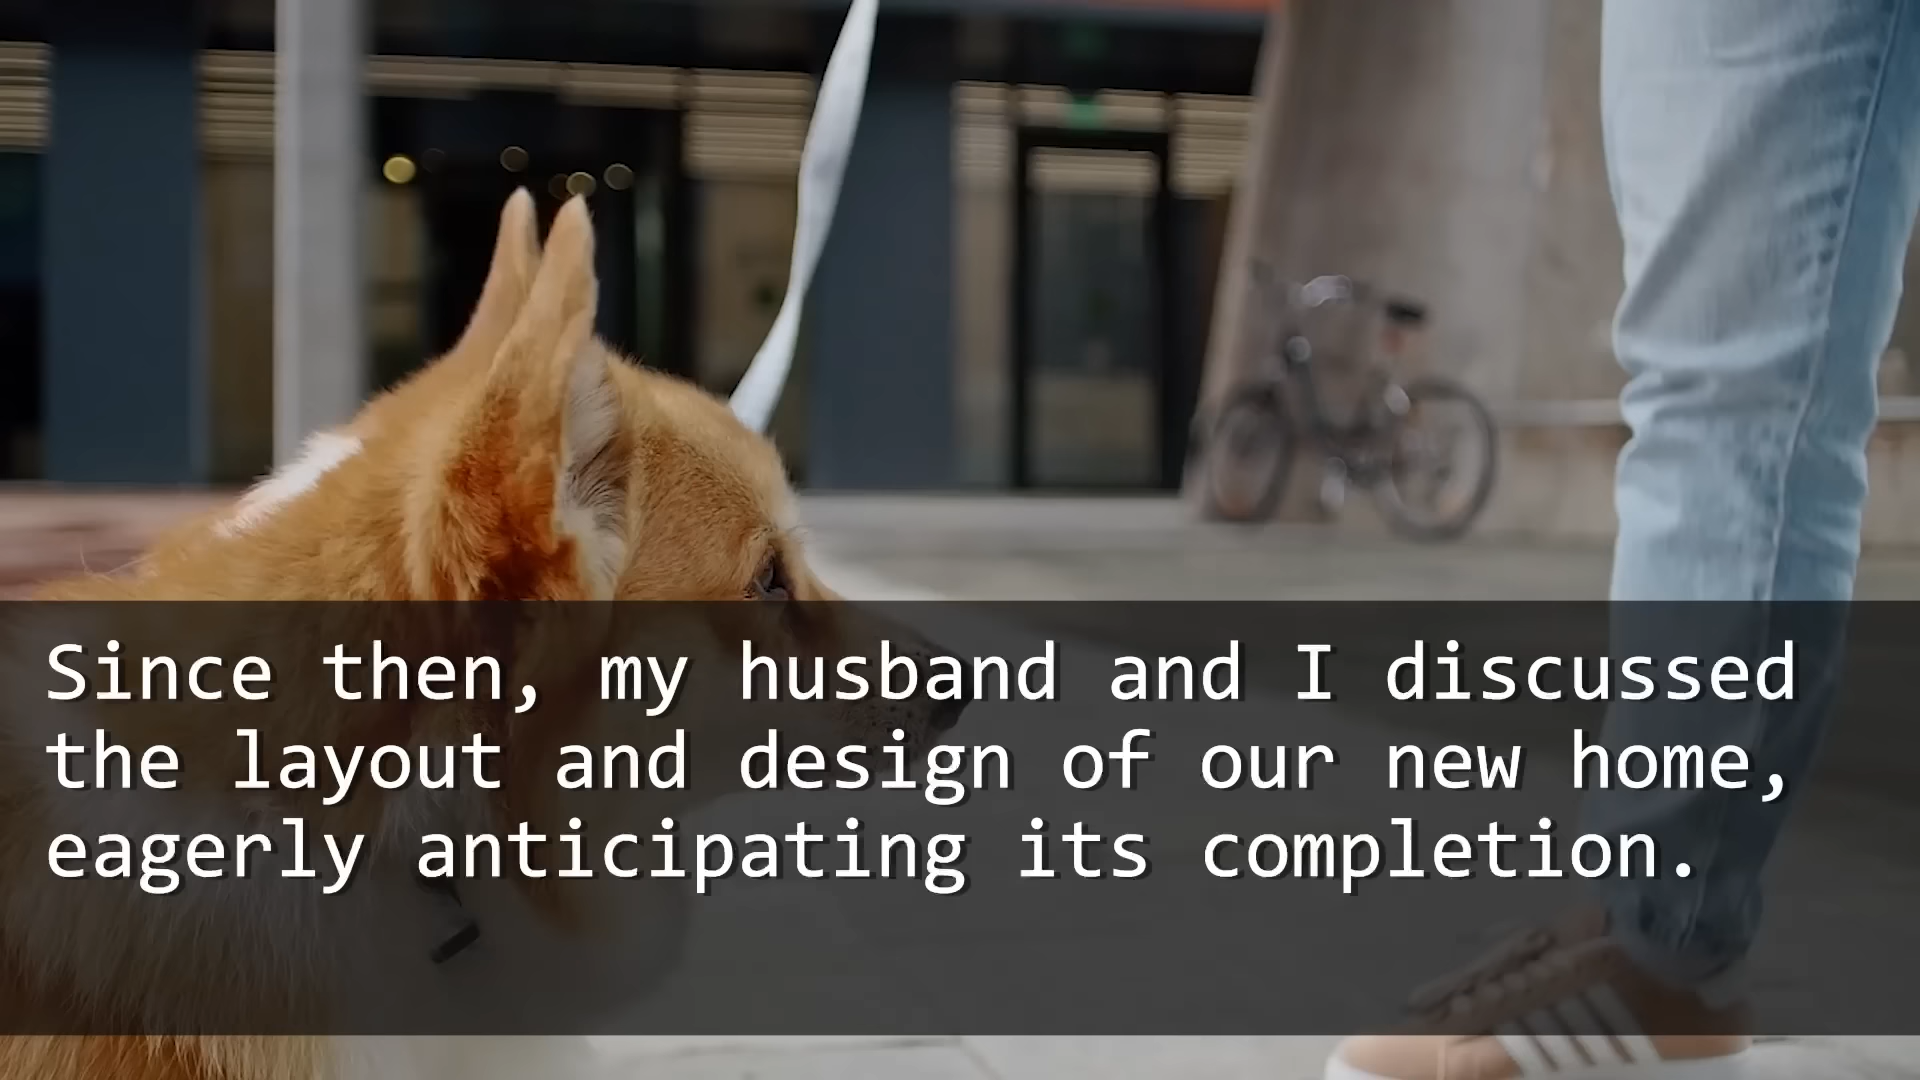 Since then, my husband and I discussed
the layout and design of our new home,
eagerly anticipating its completion.